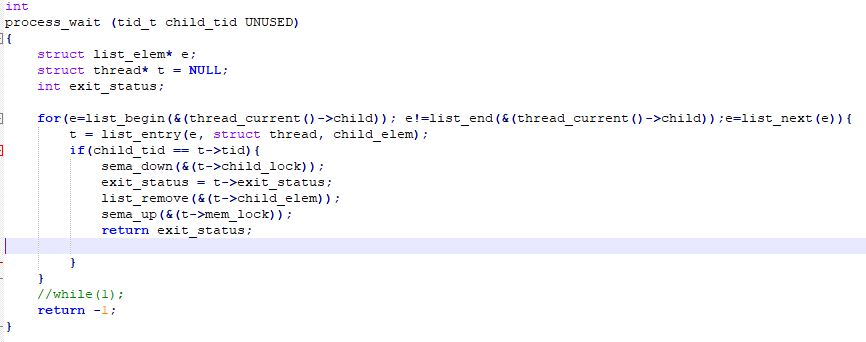 int
process_wait (tid_t child_tid UNUSED)
{
    struct list_elem* e;
    struct thread* t = NULL;
    int exit_status;

    for(e=list_begin(&(thread_current()->child)); e!=list_end(&(thread_current()->child));e=list_next(e)){
        t = list_entry(e, struct thread, child_elem);
        if(child_tid == t->tid){
            sema_down(&(t->child_lock));
            exit_status = t->exit_status;
            list_remove(&(t->child_elem));
            sema_up(&(t->mem_lock));
            return exit_status;

        }
    }
    //while(1);
    return -1;
}